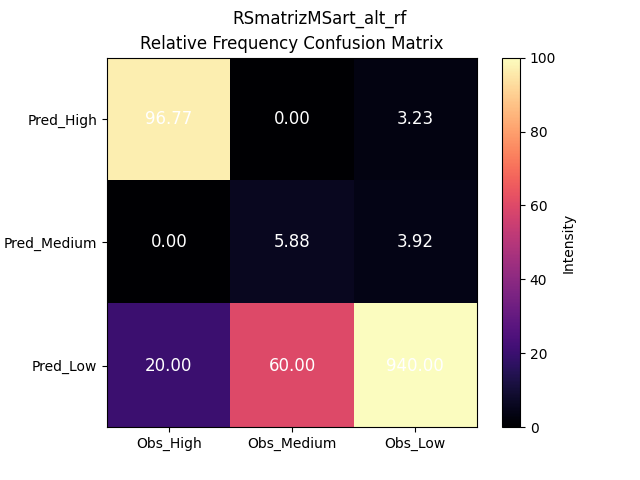 RSmatrizMSart_alt_rf
Relative Frequency Confusion Matrix
Pred_High
96.77 0.00 3.23
Pred_Medium
0.00 5.88 3.92
Pred_Low
20.00 60.00 940.00
Obs_High Obs_Medium Obs_Low
100
80
60
40
20
0
Intensity